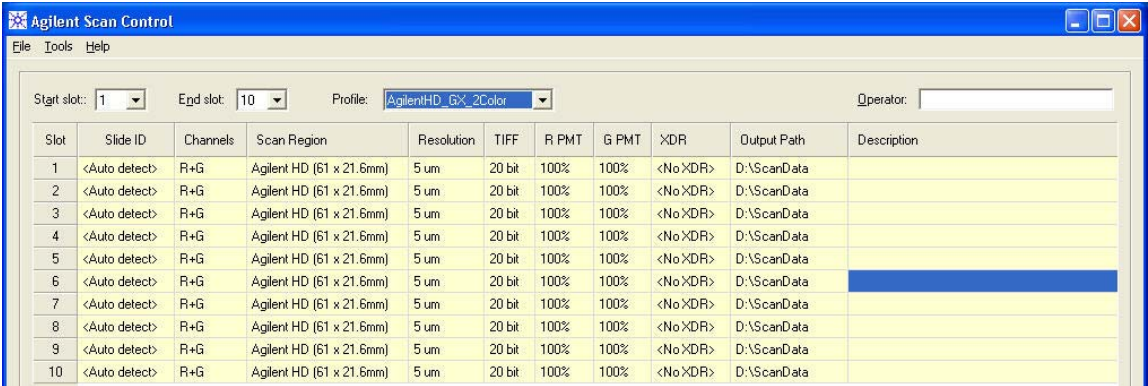 Agilent Scan Control
File Tools Help
Start slot:: 1 End slot: 10 Profile: AgilentHD_GX_2Color Operator:
Slot Slide ID Channels Scan Region Resolution TIFF R PMT G PMT XDR Output Path Description
1 <Auto detect> R+G Agilent HD (61 x 21.6mm) 5 um 20 bit 100% 100% <No XDR> D:\ScanData
2 <Auto detect> R+G Agilent HD (61 x 21.6mm) 5 um 20 bit 100% 100% <No XDR> D:\ScanData
3 <Auto detect> R+G Agilent HD (61 x 21.6mm) 5 um 20 bit 100% 100% <No XDR> D:\ScanData
4 <Auto detect> R+G Agilent HD (61 x 21.6mm) 5 um 20 bit 100% 100% <No XDR> D:\ScanData
5 <Auto detect> R+G Agilent HD (61 x 21.6mm) 5 um 20 bit 100% 100% <No XDR> D:\ScanData
6 <Auto detect> R+G Agilent HD (61 x 21.6mm) 5 um 20 bit 100% 100% <No XDR> D:\ScanData
7 <Auto detect> R+G Agilent HD (61 x 21.6mm) 5 um 20 bit 100% 100% <No XDR> D:\ScanData
8 <Auto detect> R+G Agilent HD (61 x 21.6mm) 5 um 20 bit 100% 100% <No XDR> D:\ScanData
9 <Auto detect> R+G Agilent HD (61 x 21.6mm) 5 um 20 bit 100% 100% <No XDR> D:\ScanData
10 <Auto detect> R+G Agilent HD (61 x 21.6mm) 5 um 20 bit 100% 100% <No XDR> D:\ScanData